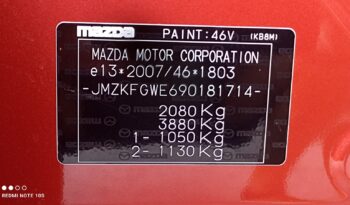 mazda PAINT:46V (KB8M)
MAZDA MOTOR CORPORATION
e13*2007/46*1803
-JMZKFGWE690181714-
2080Kg
3880Kg
1- 1050Kg
2- 1130Kg
REDMI NOTE 10S